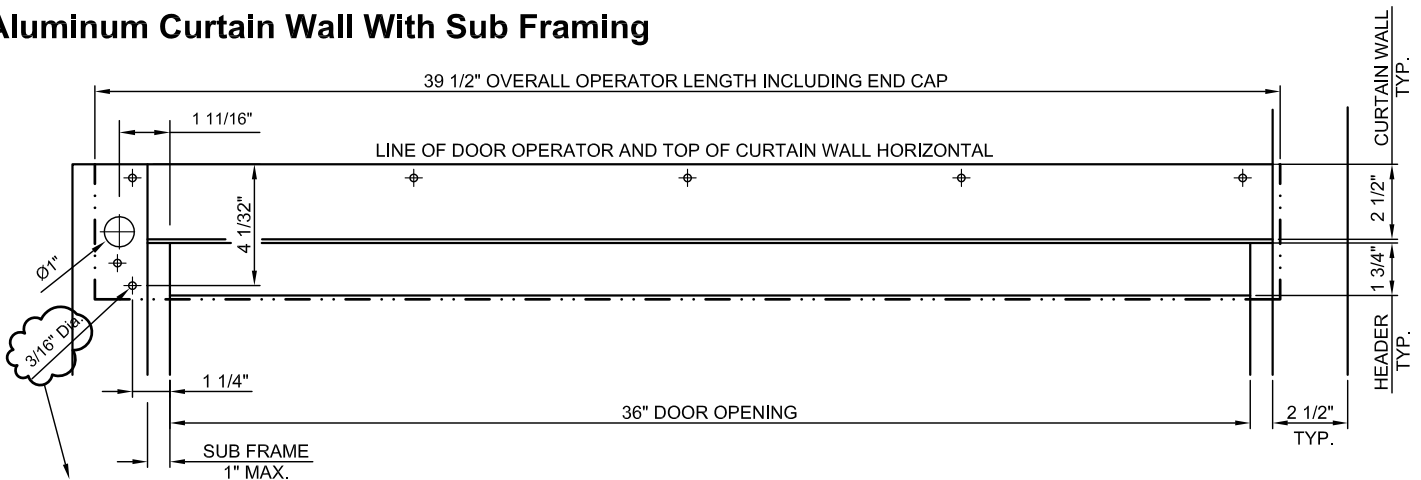 Aluminum Curtain Wall With Sub Framing
39 1/2" OVERALL OPERATOR LENGTH INCLUDING END CAP
1 11/16"
LINE OF DOOR OPERATOR AND TOP OF CURTAIN WALL HORIZONTAL
CURTAIN WALL
TYP.
2 1/2"
4 1/32"
1 3/4"
Ø1"
3/16" Dia.
HEADER
TYP.
1 1/4"
36" DOOR OPENING
2 1/2"
TYP.
SUB FRAME
1" MAX.